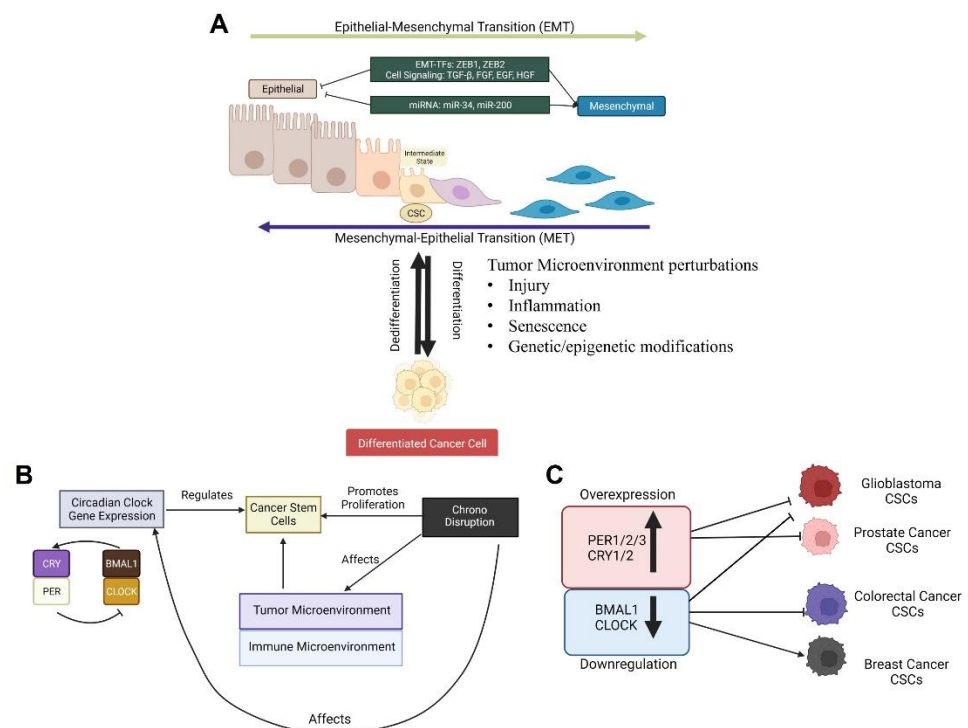 A
Epithelial-Mesenchymal Transition (EMT)
EMT-TFs: ZEB1, ZEB2
Cell Signaling: TGF-β, FGF, EGF, HGF
Epithelial
miRNA: miR-34, miR-200
Mesenchymal
Intermediate
State
CSC
Mesenchymal-Epithelial Transition (MET)
Dedifferentiation
Differentiation
Tumor Microenvironment perturbations
• Injury
• Inflammation
• Senescence
• Genetic/epigenetic modifications
Differentiated Cancer Cell
B
Circadian Clock
Gene Expression
Regulates
Cancer Stem
Cells
Promotes
Proliferation
Chrono
Disruption
CRY
PER
BMAL1
CLOCK
Affects
Tumor Microenvironment
Immune Microenvironment
Affects
C
Overexpression
PER1/2/3
CRY1/2
BMAL1
CLOCK
Downregulation
Glioblastoma
CSCs
Prostate Cancer
CSCs
Colorectal Cancer
CSCs
Breast Cancer
CSCs